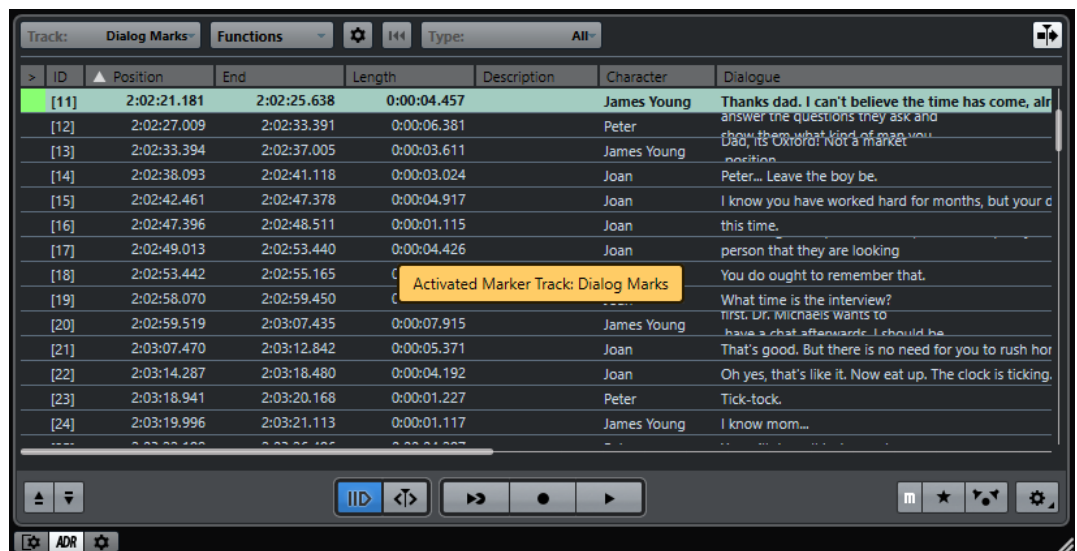 Track: Dialog Marks Functions Type: All
> ID Position End Length Description Character Dialogue
[11] 2:02:21.181 2:02:25.638 0:00:04.457 James Young Thanks dad. I can't believe the time has come, alr
[12] 2:02:27.009 2:02:33.391 0:00:06.381 Peter answer the questions they ask and
show them what kind of man you
[13] 2:02:33.394 2:02:37.005 0:00:03.611 James Young Dad, its Oxford! Not a market
position
[14] 2:02:38.093 2:02:41.118 0:00:03.024 Joan Peter... Leave the boy be.
[15] 2:02:42.461 2:02:47.378 0:00:04.917 Joan I know you have worked hard for months, but your d
[16] 2:02:47.396 2:02:48.511 0:00:01.115 Joan this time.
[17] 2:02:49.013 2:02:53.440 0:00:04.426 Joan person that they are looking
[18] 2:02:53.442 2:02:55.165 You do ought to remember that.
Activated Marker Track: Dialog Marks
[19] 2:02:58.070 2:02:59.450 What time is the interview?
[20] 2:02:59.519 2:03:07.435 0:00:07.915 James Young first. Dr. Michaels wants to
have a chat afterwards. I should be
[21] 2:03:07.470 2:03:12.842 0:00:05.371 Joan That's good. But there is no need for you to rush hor
[22] 2:03:14.287 2:03:18.480 0:00:04.192 Joan Oh yes, that's like it. Now eat up. The clock is ticking.
[23] 2:03:18.941 2:03:20.168 0:00:01.227 Peter Tick-tock.
[24] 2:03:19.996 2:03:21.113 0:00:01.117 James Young I know mom...
m
ADR